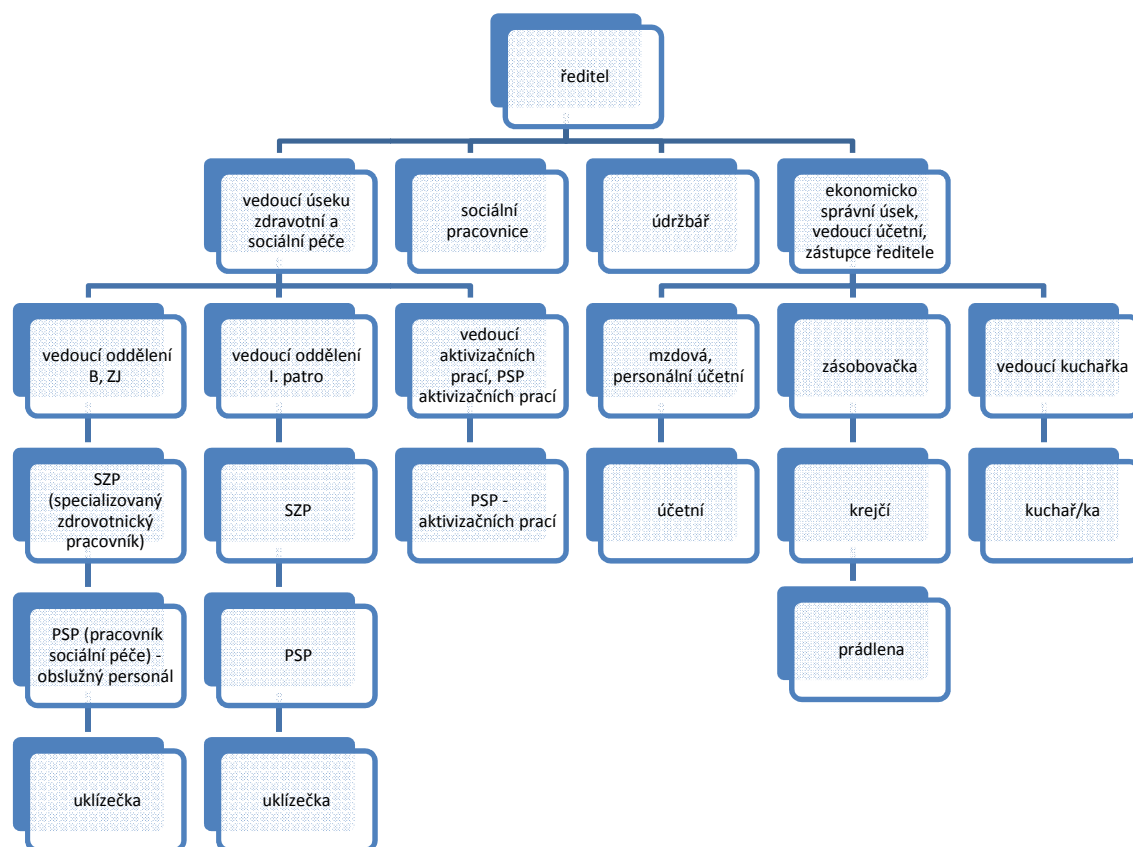 ředitel
vedoucí úseku
zdravotní a
sociální péče
sociální
pracovnice
údržbář
ekonomicko
správní úsek,
vedoucí účetní,
zástupce ředitele
vedoucí oddělení
B, ZJ
vedoucí oddělení
I. patro
vedoucí
aktivizačních
prací, PSP
aktivizačních prací
mzdová,
personální účetní
zásobovačka
vedoucí kuchařka
SZP
(specializovaný
zdrovotnický
pracovník)
SZP
PSP -
aktivizačních prací
účetní
krejčí
kuchař/ka
PSP (pracovník
sociální péče) -
obslužný personál
PSP
prádlena
uklízečka
uklízečka